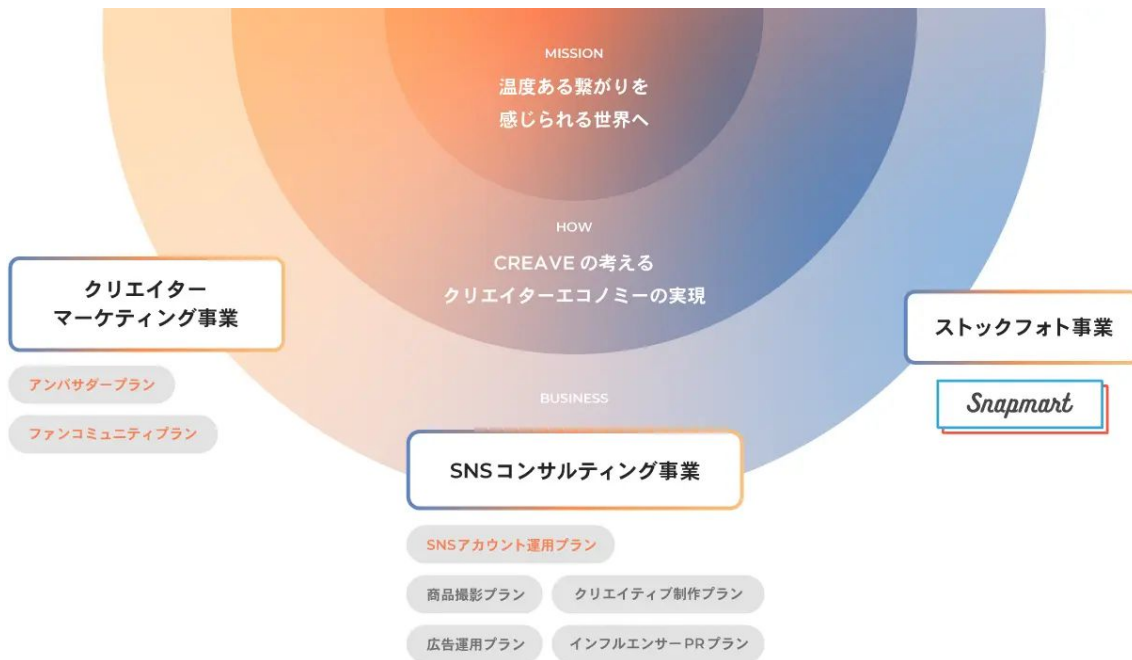 MISSION
温度ある繋がりを
感じられる世界へ
HOW
CREAVE の考える
クリエイターエコノミーの実現
クリエイター
マーケティング事業
アンバサダープラン
ファンコミュニティプラン
ストックフォト事業
Snapmart
BUSINESS
SNSコンサルティング事業
SNSアカウント運用プラン
商品撮影プラン
クリエイティブ制作プラン
広告運用プラン
インフルエンサーPRプラン